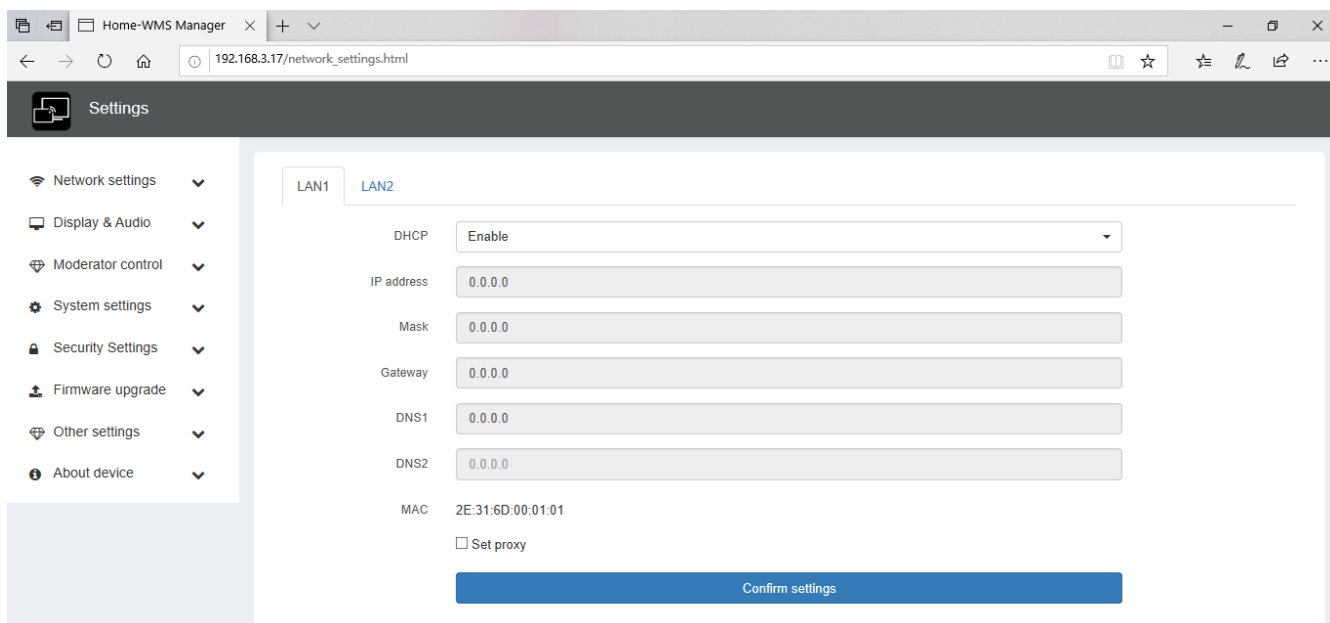 Home-WMS Manager
192.168.3.17/network_settings.html
Settings
Network settings
Display & Audio
Moderator control
System settings
Security Settings
Firmware upgrade
Other settings
About device
LAN1 LAN2
DHCP Enable
IP address 0.0.0.0
Mask 0.0.0.0
Gateway 0.0.0.0
DNS1 0.0.0.0
DNS2 0.0.0.0
MAC 2E:31:6D:00:01:01
Set proxy
Confirm settings